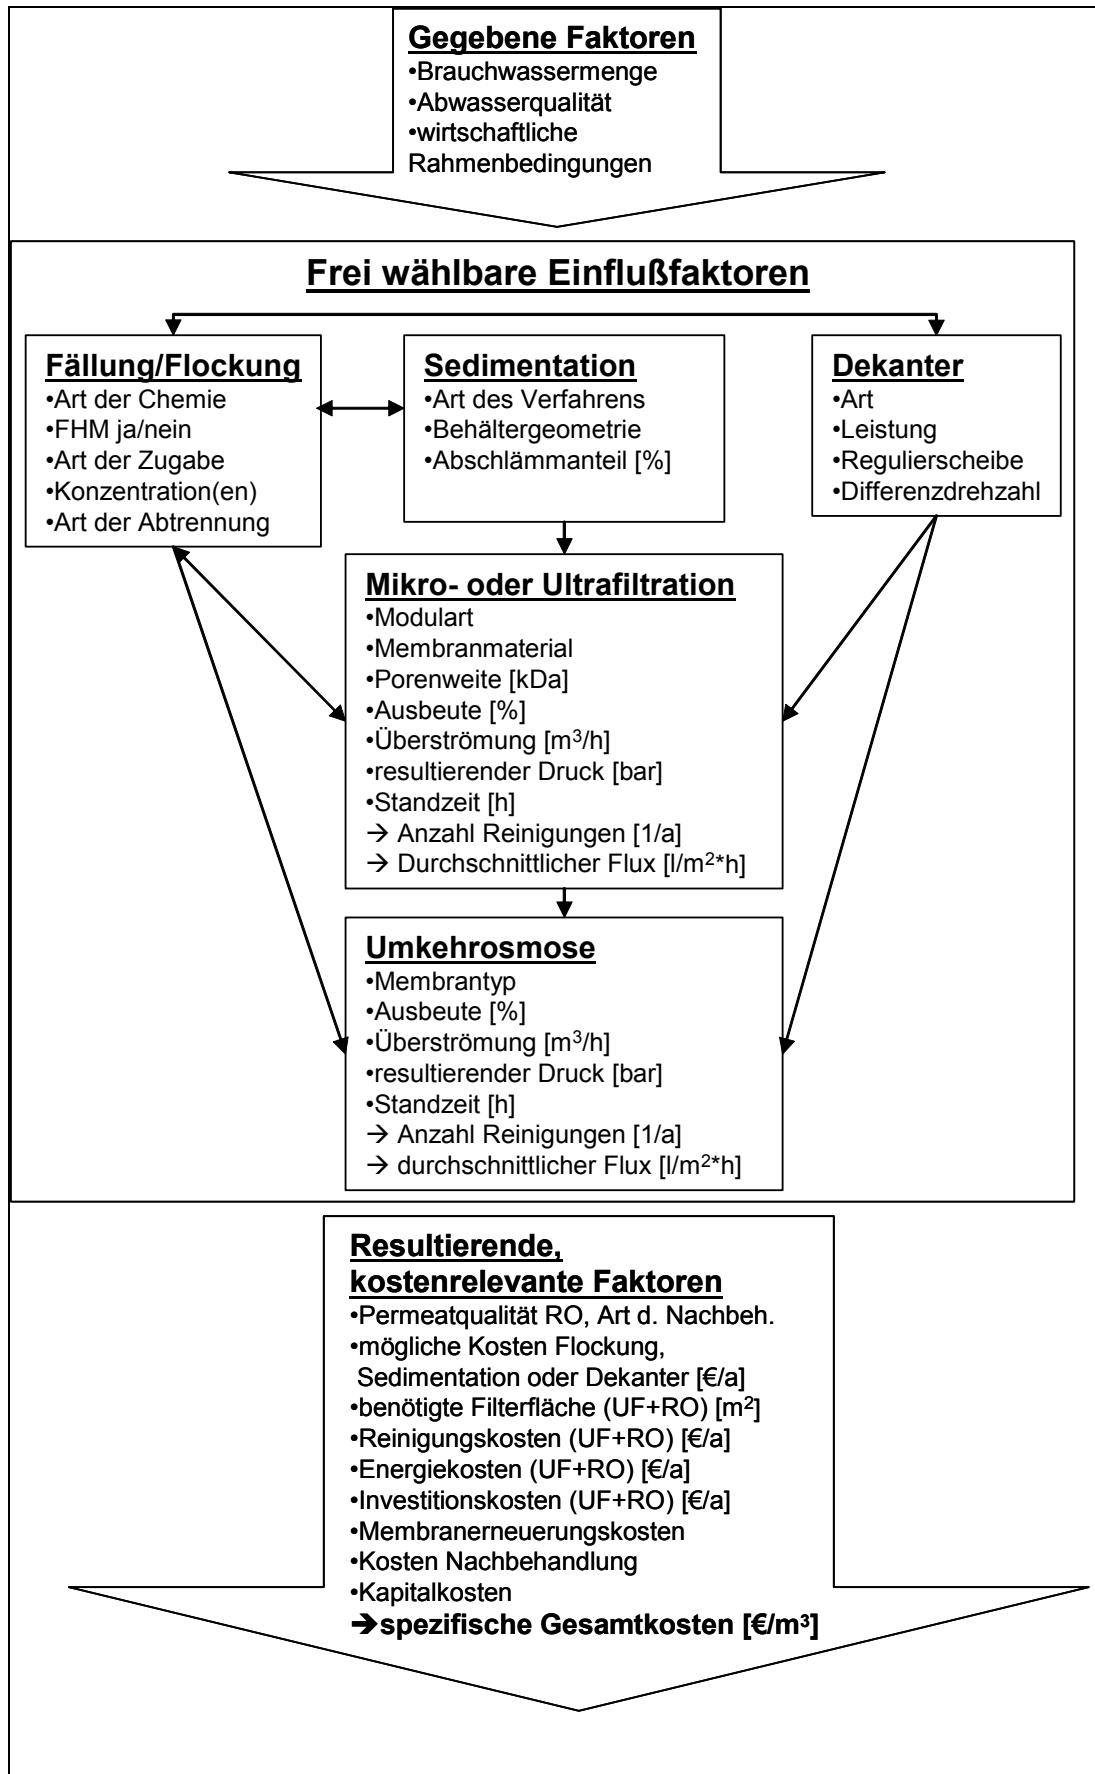 Gegebene Faktoren
•Brauchwassermenge
•Abwasserqualität
•wirtschaftliche
Rahmenbedingungen
Frei wählbare Einflußfaktoren
Fällung/Flockung
•Art der Chemie
•FHM ja/nein
•Art der Zugabe
•Konzentration(en)
•Art der Abtrennung
Sedimentation
•Art des Verfahrens
•Behältergeometrie
•Abschlämmanteil [%]
Dekanter
•Art
•Leistung
•Regulierscheibe
•Differenzdrehzahl
Mikro- oder Ultrafiltration
•Modulart
•Membranmaterial
•Porenweite [kDa]
•Ausbeute [%]
•Überströmung [m³/h]
•resultierender Druck [bar]
•Standzeit [h]
→ Anzahl Reinigungen [1/a]
→ Durchschnittlicher Flux [l/m²*h]
Umkehrosmose
•Membrantyp
•Ausbeute [%]
•Überströmung [m³/h]
•resultierender Druck [bar]
•Standzeit [h]
→ Anzahl Reinigungen [1/a]
→ durchschnittlicher Flux [l/m²*h]
Resultierende,
kostenrelevante Faktoren
•Permeatqualität RO, Art d. Nachbeh.
•mögliche Kosten Flockung,
Sedimentation oder Dekanter [€/a]
•benötigte Filterfläche (UF+RO) [m²]
•Reinigungskosten (UF+RO) [€/a]
•Energiekosten (UF+RO) [€/a]
•Investitionskosten (UF+RO) [€/a]
•Membranerneuerungskosten
•Kosten Nachbehandlung
•Kapitalkosten
➔spezifische Gesamtkosten [€/m³]